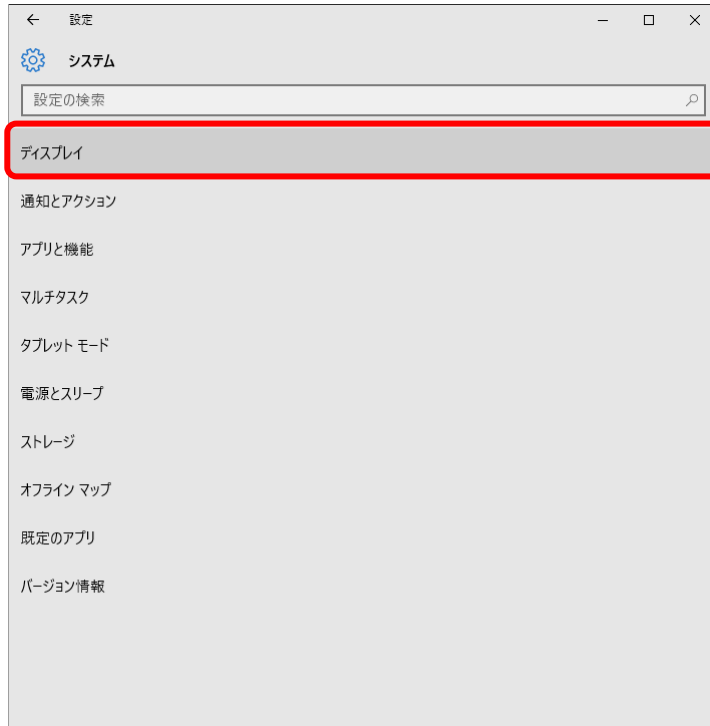 設定
システム
設定の検索
ディスプレイ
通知とアクション
アプリと機能
マルチタスク
タブレット モード
電源とスリープ
ストレージ
オフライン マップ
既定のアプリ
バージョン情報